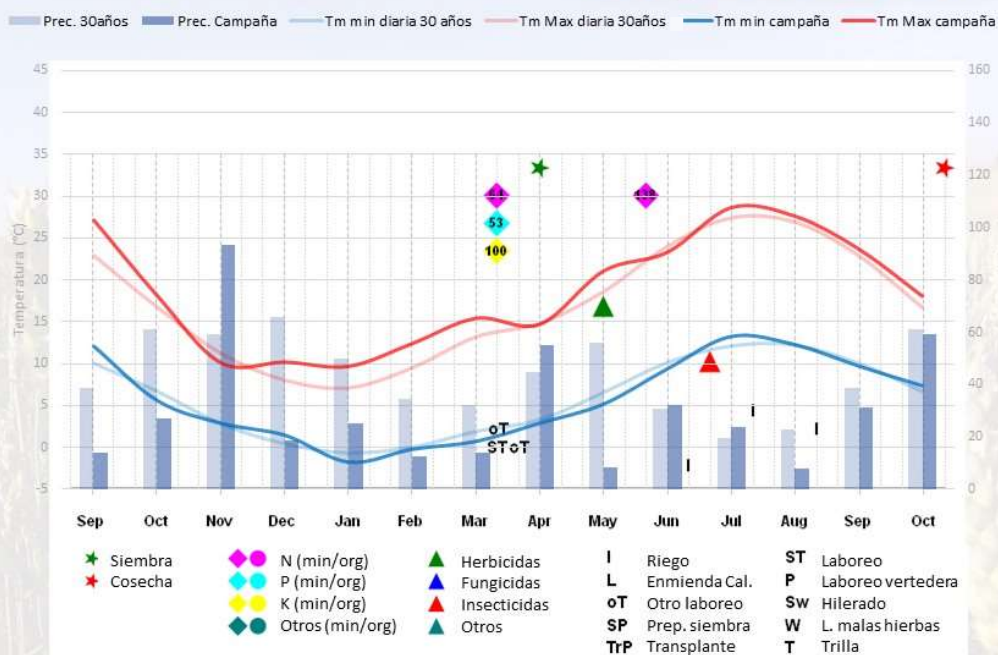 Prec. 30años Prec. Campaña Tm min diaria 30 años Tm Max diaria 30años Tm min campaña Tm Max campaña
45 160
40 140
35 120
30 100
25 80
20 60
15 40
10 20
5 0
0
-5
Temperatura (°C)
53
100
oT
SToT
I
i
I
Sep Oct Nov Dec Jan Feb Mar Apr May Jun Jul Aug Sep Oct
Siembra N (min/org) Herbicidas I Riego ST Laboreo
Cosecha P (min/org) Fungicidas L Enmienda Cal. P Laboreo vertedera
K (min/org) Insecticidas oT Otro laboreo Sw Hilerado
Otros (min/org) Otros SP Prep. siembra W L. malas hierbas
TrP Transplante T Trilla